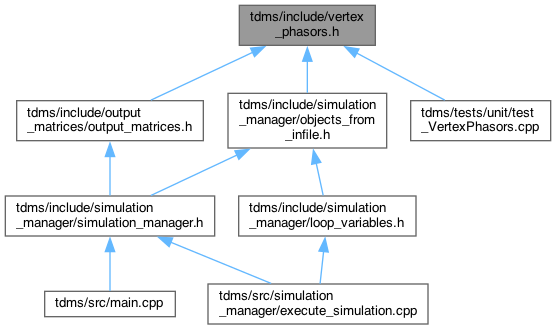 tdms/include/vertex
_phasors.h
tdms/include/output
_matrices/output_matrices.h
tdms/include/simulation
_manager/objects_from
_infile.h
tdms/tests/unit/test
_VertexPhasors.cpp
tdms/include/simulation
_manager/simulation_manager.h
tdms/include/simulation
_manager/loop_variables.h
tdms/src/main.cpp
tdms/src/simulation
_manager/execute_simulation.cpp